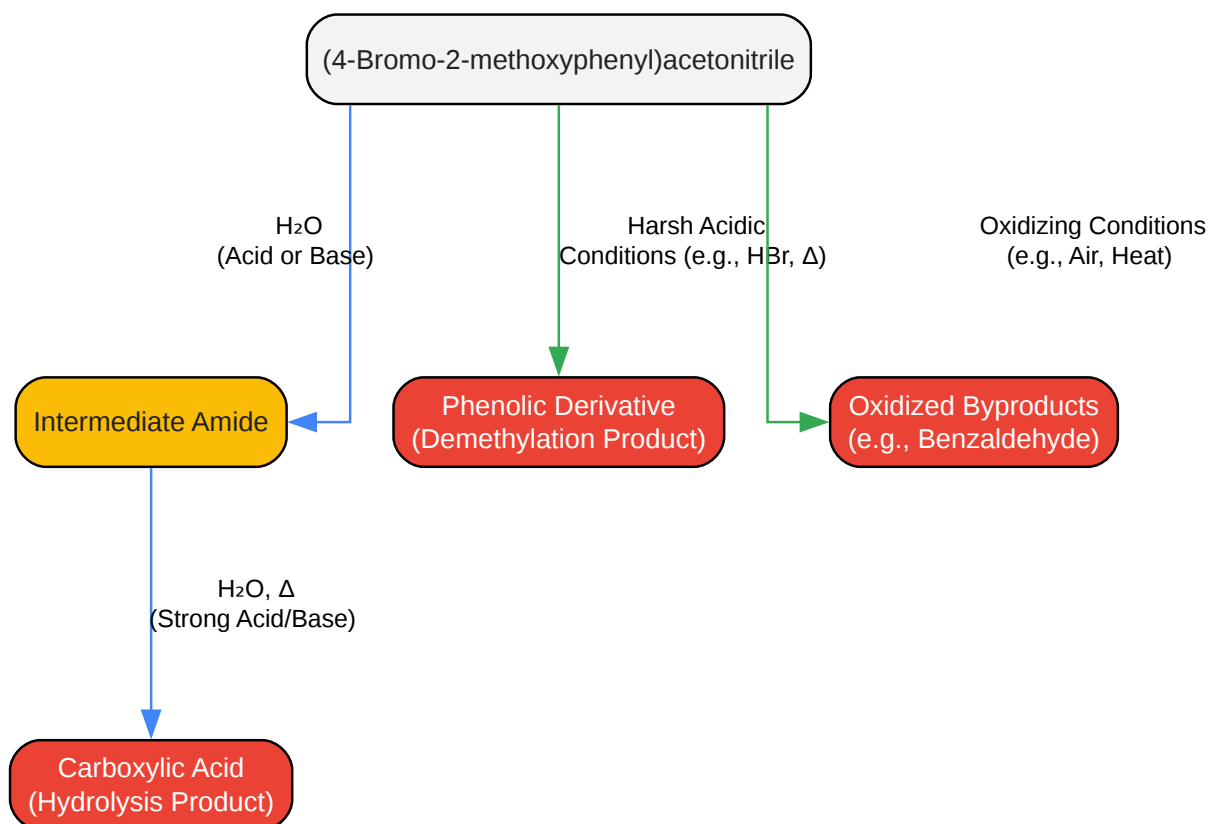 (4-Bromo-2-methoxyphenyl)acetonitrile
H₂O
(Acid or Base)
Harsh Acidic
Conditions (e.g., HBr, Δ)
Oxidizing Conditions
(e.g., Air, Heat)
Intermediate Amide
Phenolic Derivative
(Demethylation Product)
Oxidized Byproducts
(e.g., Benzaldehyde)
H₂O, Δ
(Strong Acid/Base)
Carboxylic Acid
(Hydrolysis Product)